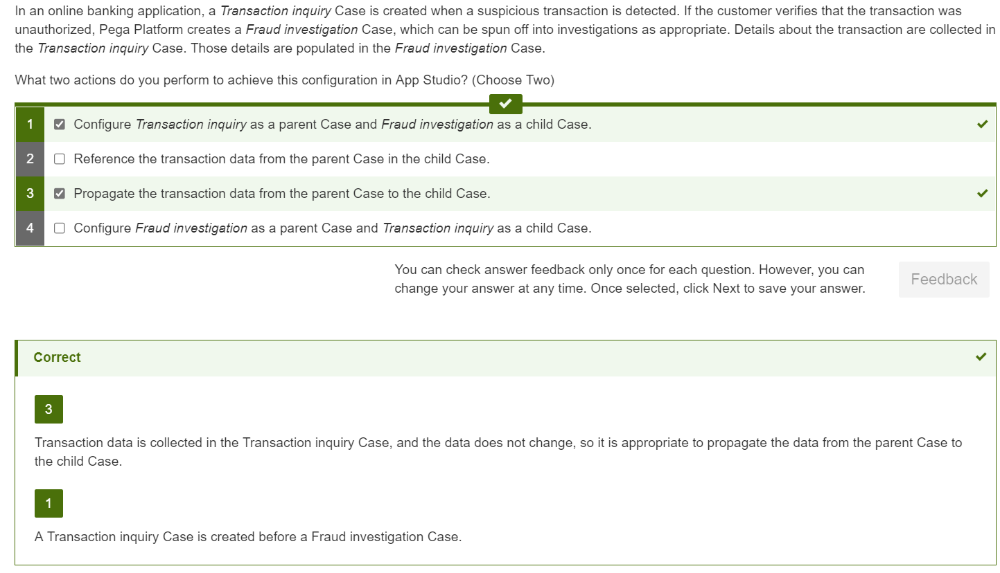 In an online banking application, a Transaction inquiry Case is created when a suspicious transaction is detected. If the customer verifies that the transaction was
unauthorized, Pega Platform creates a Fraud investigation Case, which can be spun off into investigations as appropriate. Details about the transaction are collected in
the Transaction inquiry Case. Those details are populated in the Fraud investigation Case.
What two actions do you perform to achieve this configuration in App Studio? (Choose Two)
1 Configure Transaction inquiry as a parent Case and Fraud investigation as a child Case.
2 Reference the transaction data from the parent Case in the child Case.
3 Propagate the transaction data from the parent Case to the child Case.
4 Configure Fraud investigation as a parent Case and Transaction inquiry as a child Case.
You can check answer feedback only once for each question. However, you can
change your answer at any time. Once selected, click Next to save your answer.
Feedback
Correct
3
Transaction data is collected in the Transaction inquiry Case, and the data does not change, so it is appropriate to propagate the data from the parent Case to
the child Case.
1
A Transaction inquiry Case is created before a Fraud investigation Case.